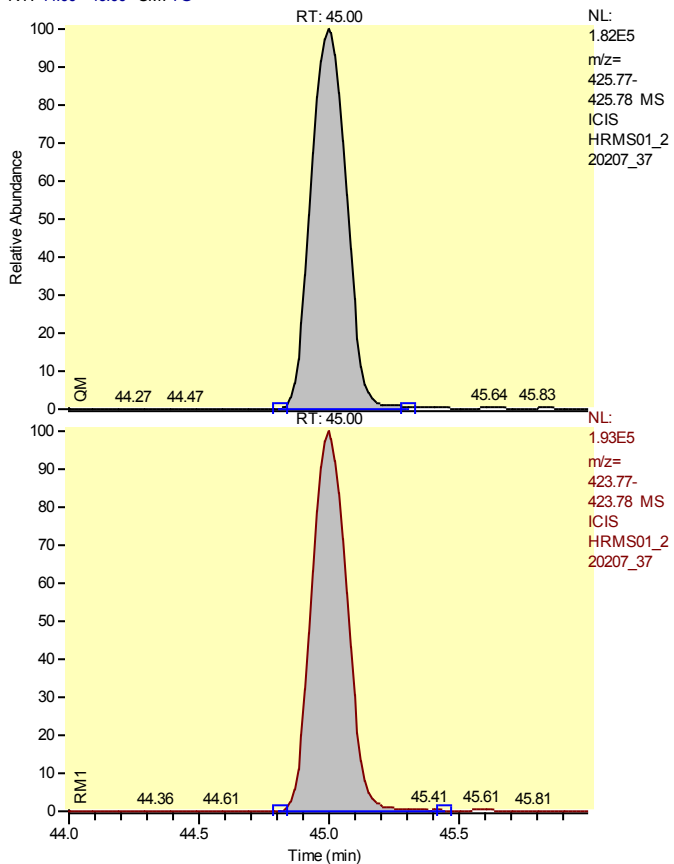 RT: 45.00
NL:
1.82E5
m/z=
425.77-
425.78 MS
ICIS
HRMS01_2
20207_37
100
90
80
70
60
50
40
30
20
10
0
Relative Abundance
QM
44.27 44.47 45.64 45.83
RT: 45.00
NL:
1.93E5
m/z=
423.77-
423.78 MS
ICIS
HRMS01_2
20207_37
100
90
80
70
60
50
40
30
20
10
0
RM1
44.36 44.61 45.41 45.61 45.81
44.0 44.5 45.0 45.5
Time (min)